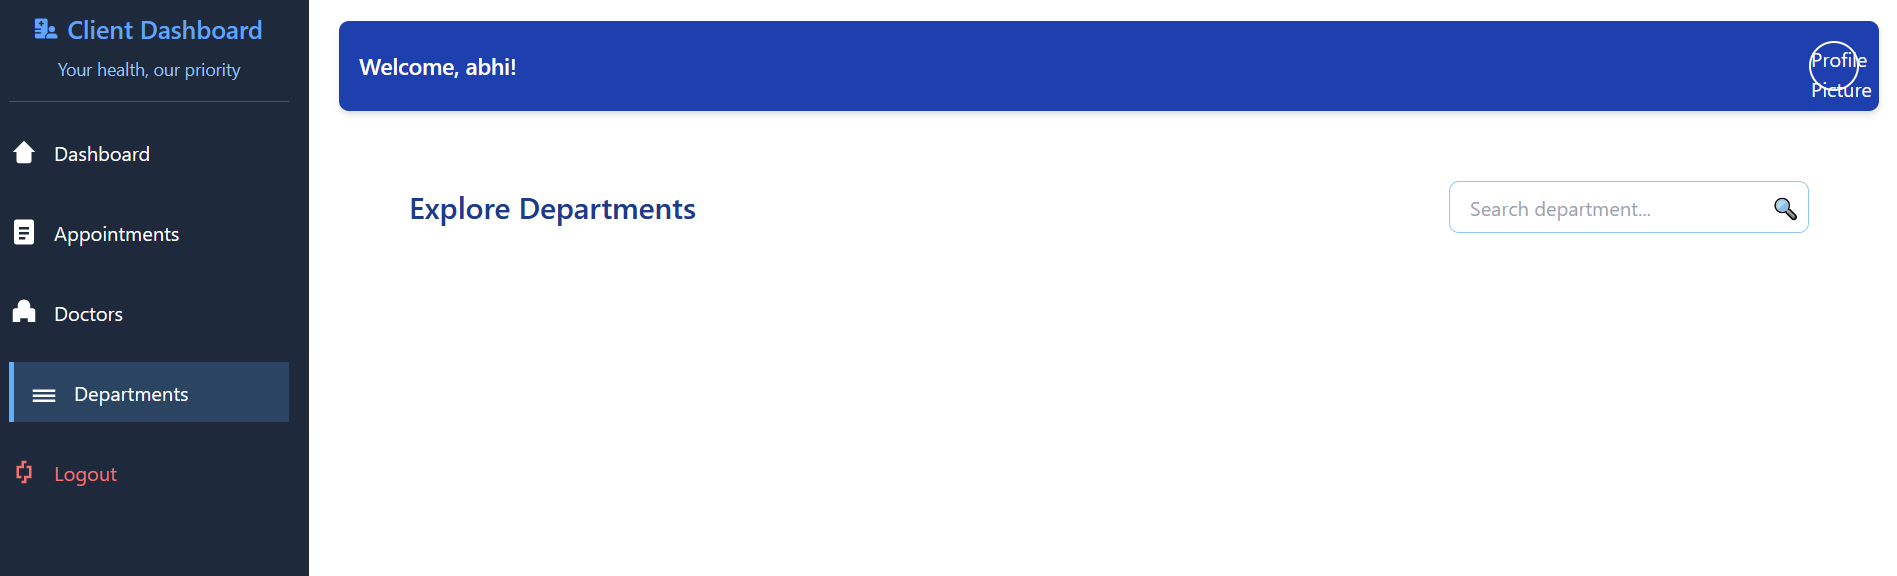 Client Dashboard
Your health, our priority
Dashboard
Appointments
Doctors
Departments
Logout
Welcome, abhi!
Profile
Picture
Explore Departments
Search department...